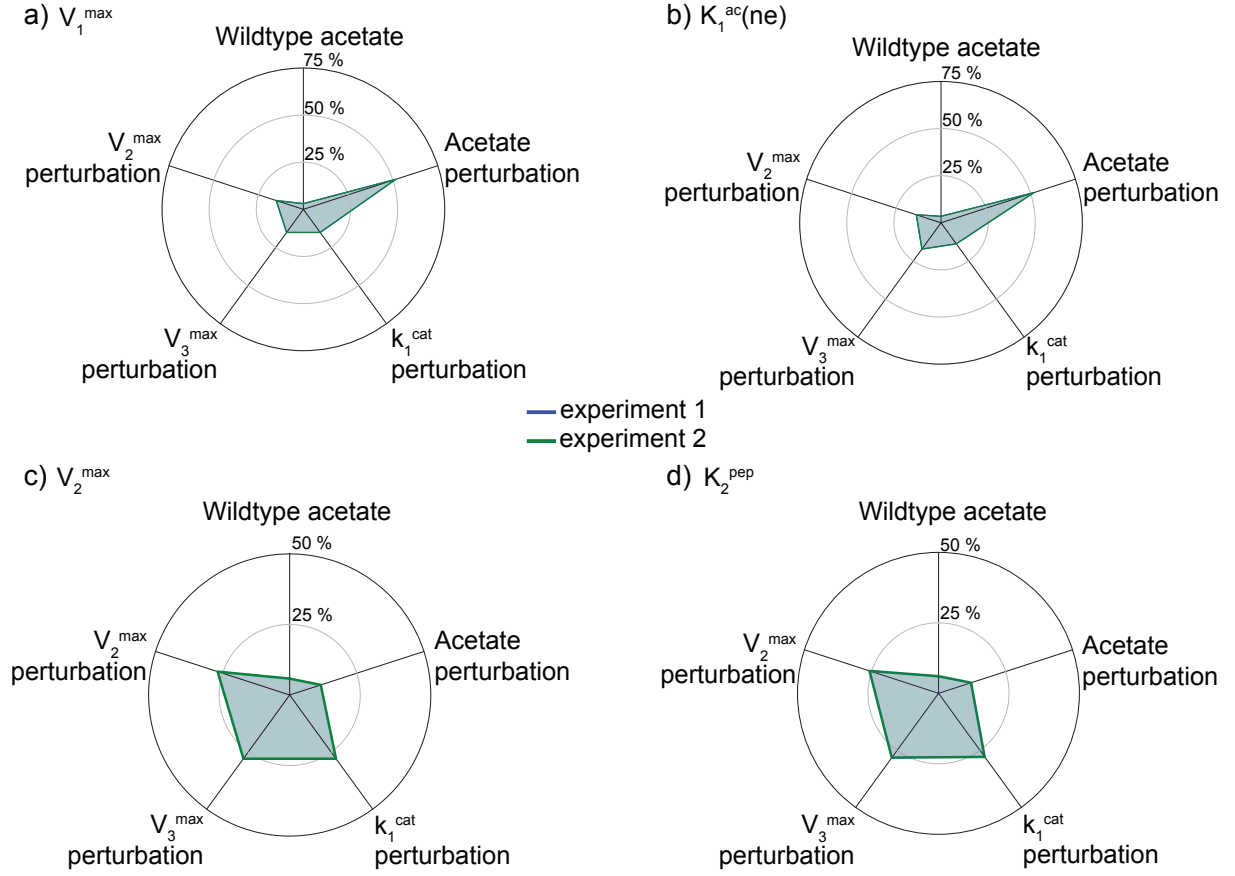 a) V₁ᵐᵃˣ
Wildtype acetate
75 %
50 %
25 %
V₂ᵐᵃˣ
perturbation
Acetate
perturbation
V₃ᵐᵃˣ
perturbation
k₁ᶜᵃᵗ
perturbation
b) K₁ᵃᶜ(ne)
Wildtype acetate
75 %
50 %
25 %
V₂ᵐᵃˣ
perturbation
Acetate
perturbation
V₃ᵐᵃˣ
perturbation
k₁ᶜᵃᵗ
perturbation
experiment 1
experiment 2
c) V₂ᵐᵃˣ
Wildtype acetate
50 %
25 %
V₂ᵐᵃˣ
perturbation
Acetate
perturbation
V₃ᵐᵃˣ
perturbation
k₁ᶜᵃᵗ
perturbation
d) K₂ᵖᵉᵖ
Wildtype acetate
50 %
25 %
V₂ᵐᵃˣ
perturbation
Acetate
perturbation
V₃ᵐᵃˣ
perturbation
k₁ᶜᵃᵗ
perturbation